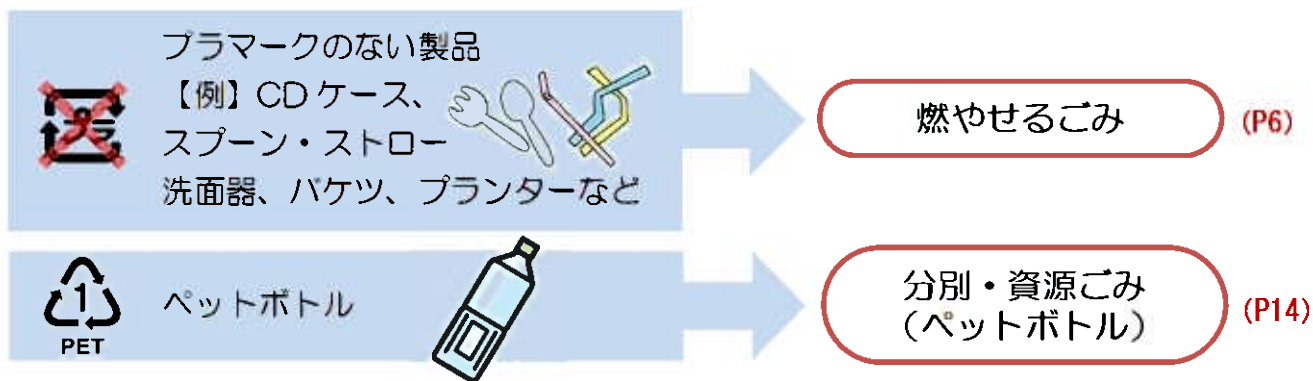 プラマークのない製品
【例】CDケース、
スプーン・ストロー
洗面器、バケツ、プランターなど
燃やせるごみ
(P6)
1
PET
ペットボトル
分別・資源ごみ
(ペットボトル)
(P14)